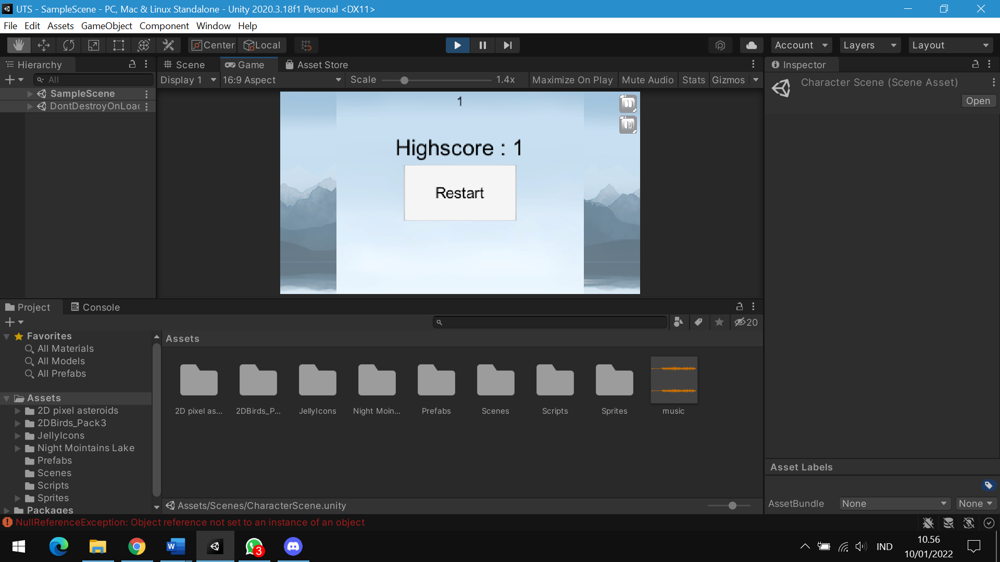 UTS - SampleScene - PC, Mac & Linux Standalone - Unity 2020.3.18f1 Personal <DX11>
File Edit Assets GameObject Component Window Help
Center Local Account Layers Layout
Hierarchy
All
SampleScene
DontDestroyOnLoad
Scene Game Asset Store
Display 1 16:9 Aspect Scale 1.4x Maximize On Play Mute Audio Stats Gizmos
1
Highscore : 1
Restart
Inspector
Character Scene (Scene Asset)
Open
Project Console
20
Favorites
All Materials
All Models
All Prefabs
Assets
2D pixel asteroids
2DBirds_Pack3
JellyIcons
Night Mointains Lake
Prefabs
Scenes
Scripts
Sprites
Packages
Assets
2D pixel as... 2DBirds_P... JellyIcons Night Moin... Prefabs Scenes Scripts Sprites music
Assets/Scenes/CharacterScene.unity
Asset Labels
AssetBundle None None
NullReferenceException: Object reference not set to an instance of an object
3
IND
10.56
10/01/2022